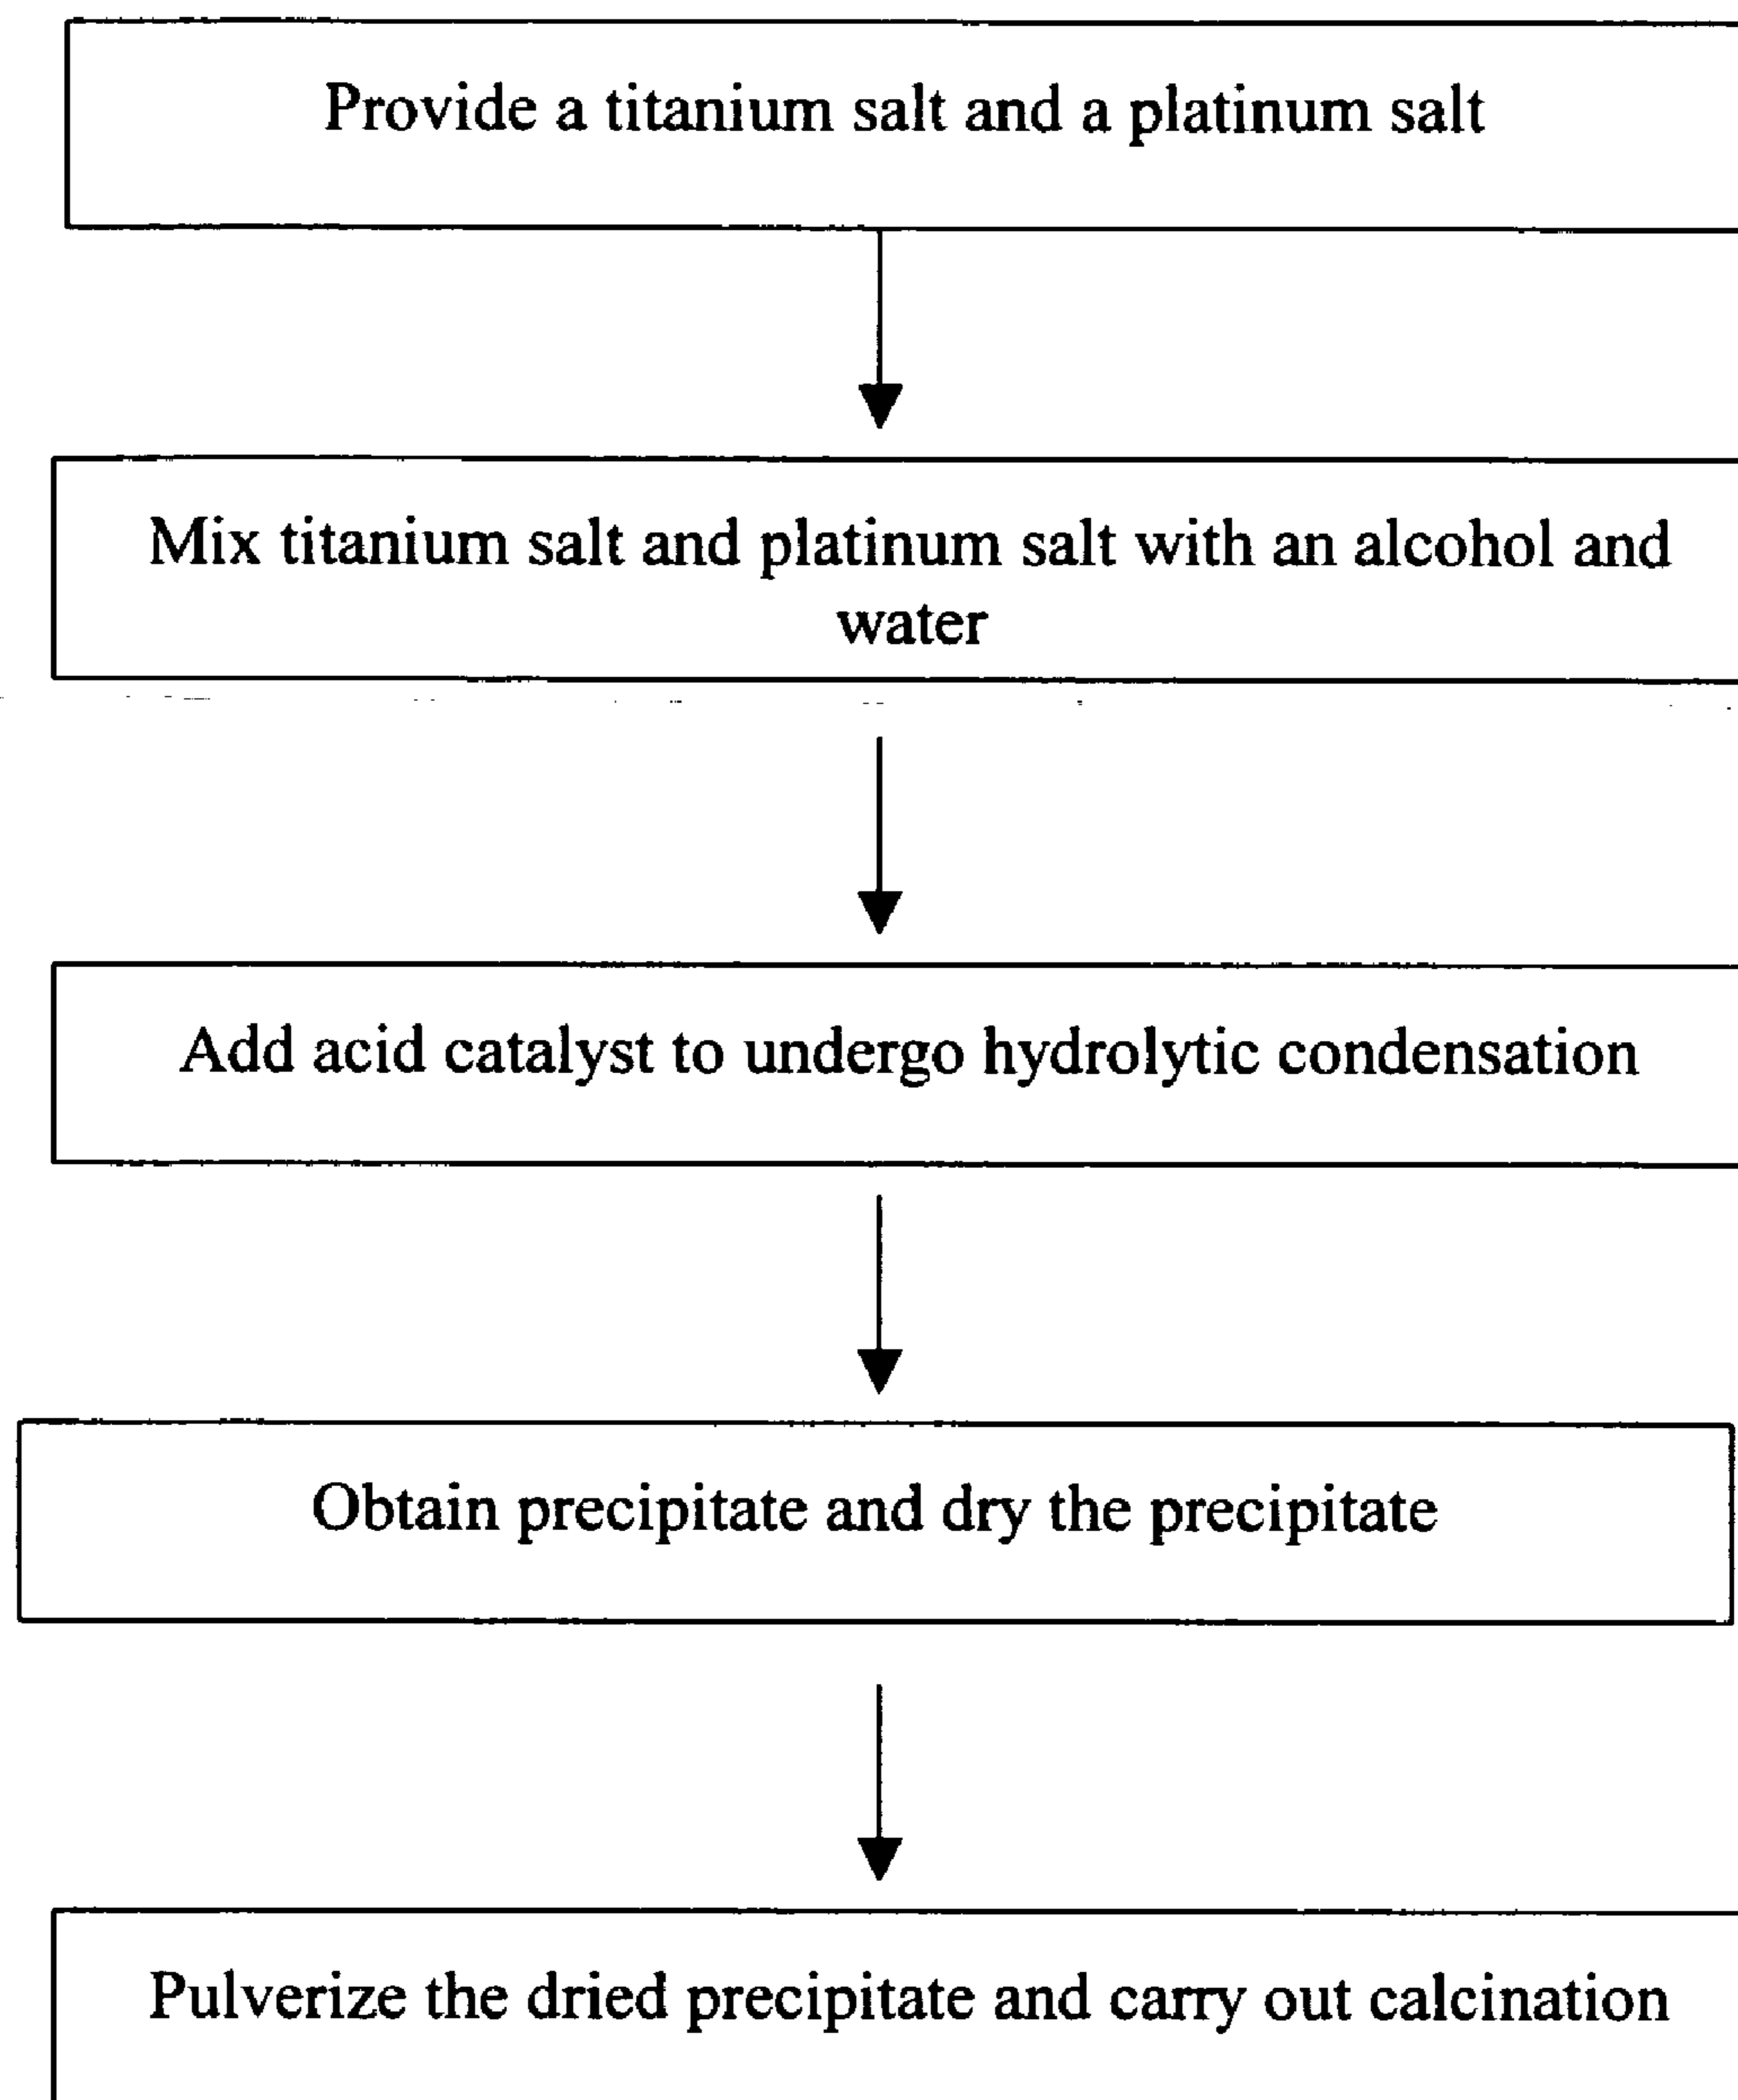 Provide a titanium salt and a platinum salt
Mix titanium salt and platinum salt with an alcohol and
water
Add acid catalyst to undergo hydrolytic condensation
Obtain precipitate and dry the precipitate
Pulverize the dried precipitate and carry out calcination